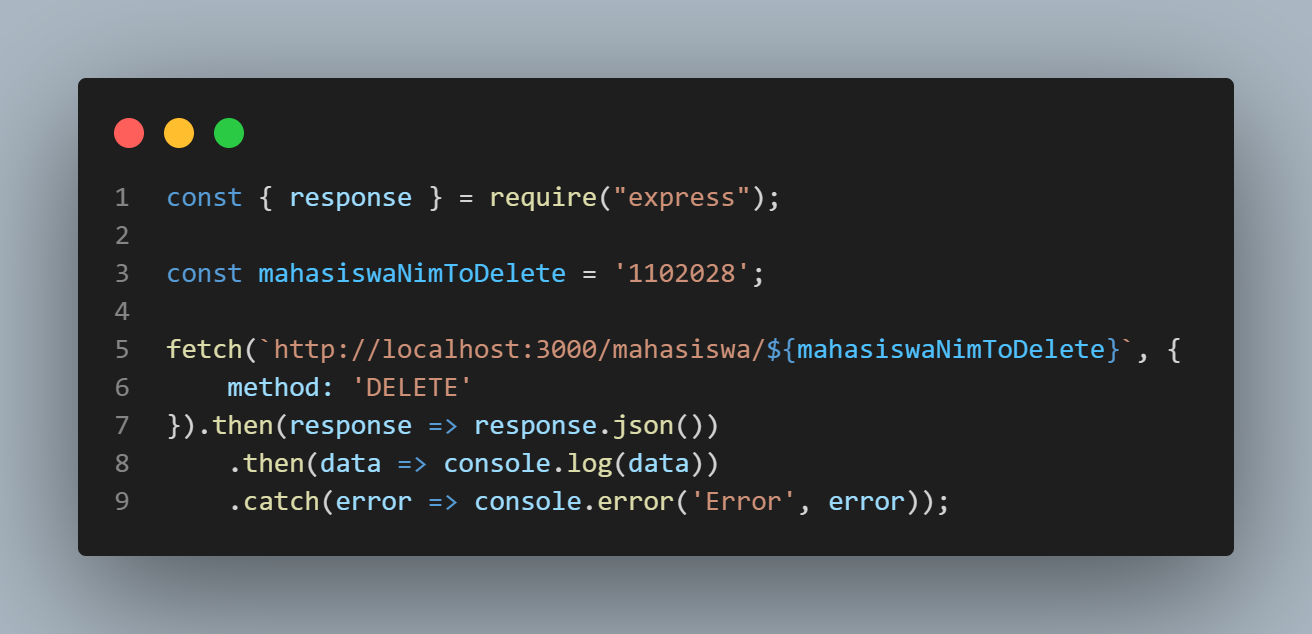 1 const { response } = require("express");
2
3 const mahasiswaNimToDelete = '1102028';
4
5 fetch(`http://localhost:3000/mahasiswa/${mahasiswaNimToDelete}`, {
6     method: 'DELETE'
7 }).then(response => response.json())
8     .then(data => console.log(data))
9     .catch(error => console.error('Error', error));